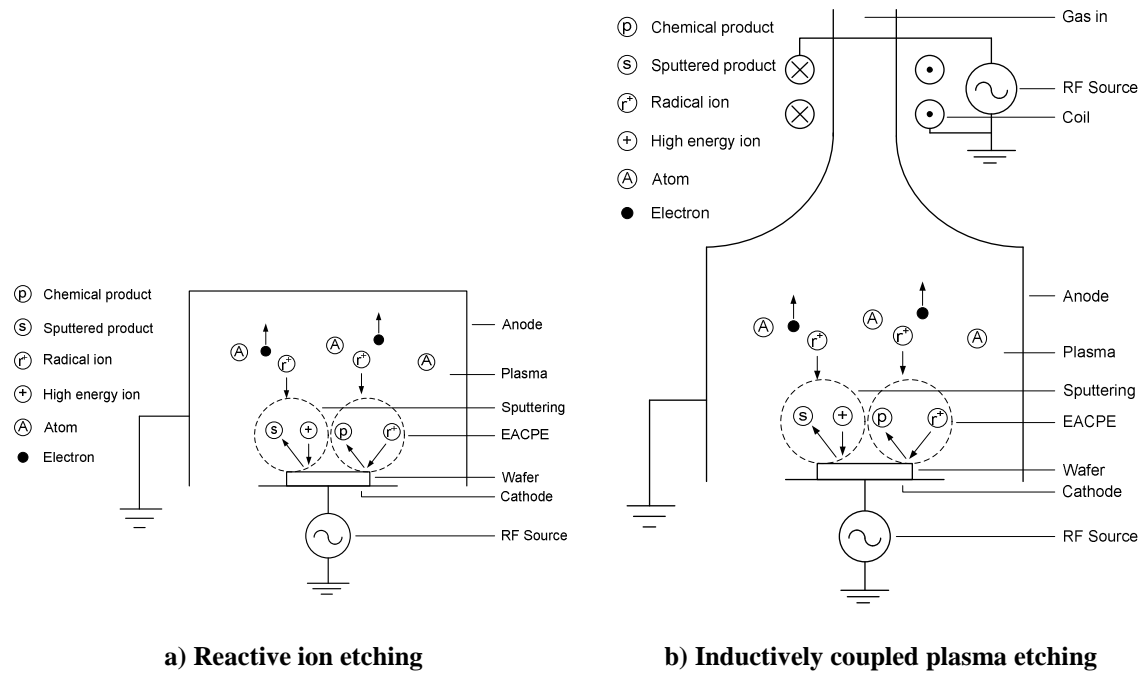 p Chemical product
s Sputtered product
r+ Radical ion
+ High energy ion
A Atom
Electron
A
A
A
r+
r+
s
+
p
r+
Anode
Plasma
Sputtering
EACPE
Wafer
Cathode
RF Source
a) Reactive ion etching
p Chemical product
s Sputtered product
r+ Radical ion
+ High energy ion
A Atom
Electron
Gas in
RF Source
Coil
A
A
A
r+
r+
s
+
p
r+
Anode
Plasma
Sputtering
EACPE
Wafer
Cathode
RF Source
b) Inductively coupled plasma etching